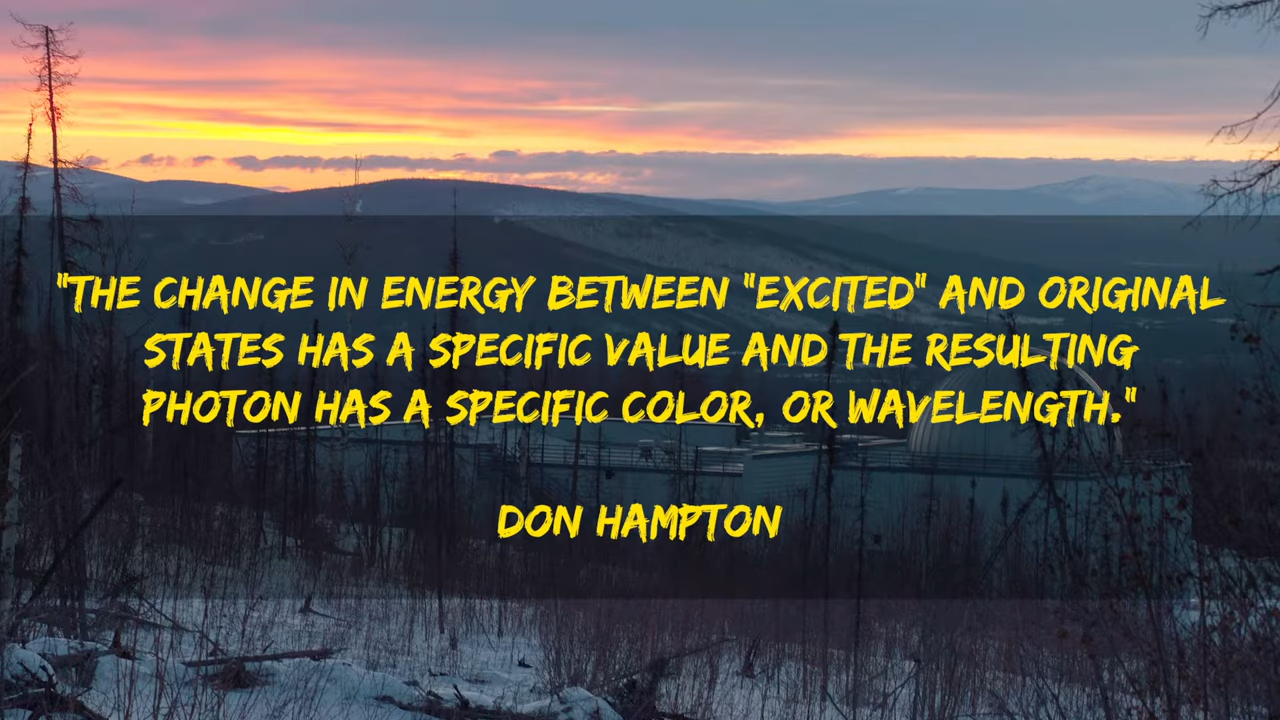 "THE CHANGE IN ENERGY BETWEEN "EXCITED" AND ORIGINAL
STATES HAS A SPECIFIC VALUE AND THE RESULTING
PHOTON HAS A SPECIFIC COLOR, OR WAVELENGTH."
DON HAMPTON